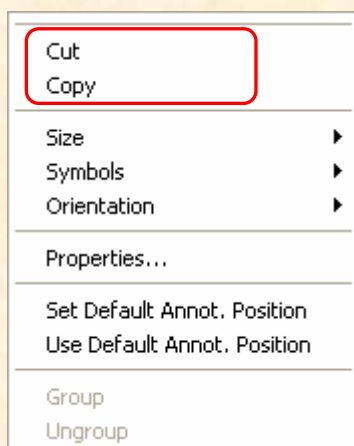 Cut
Copy
Size
Symbols
Orientation
Properties...
Set Default Annot. Position
Use Default Annot. Position
Group
Ungroup